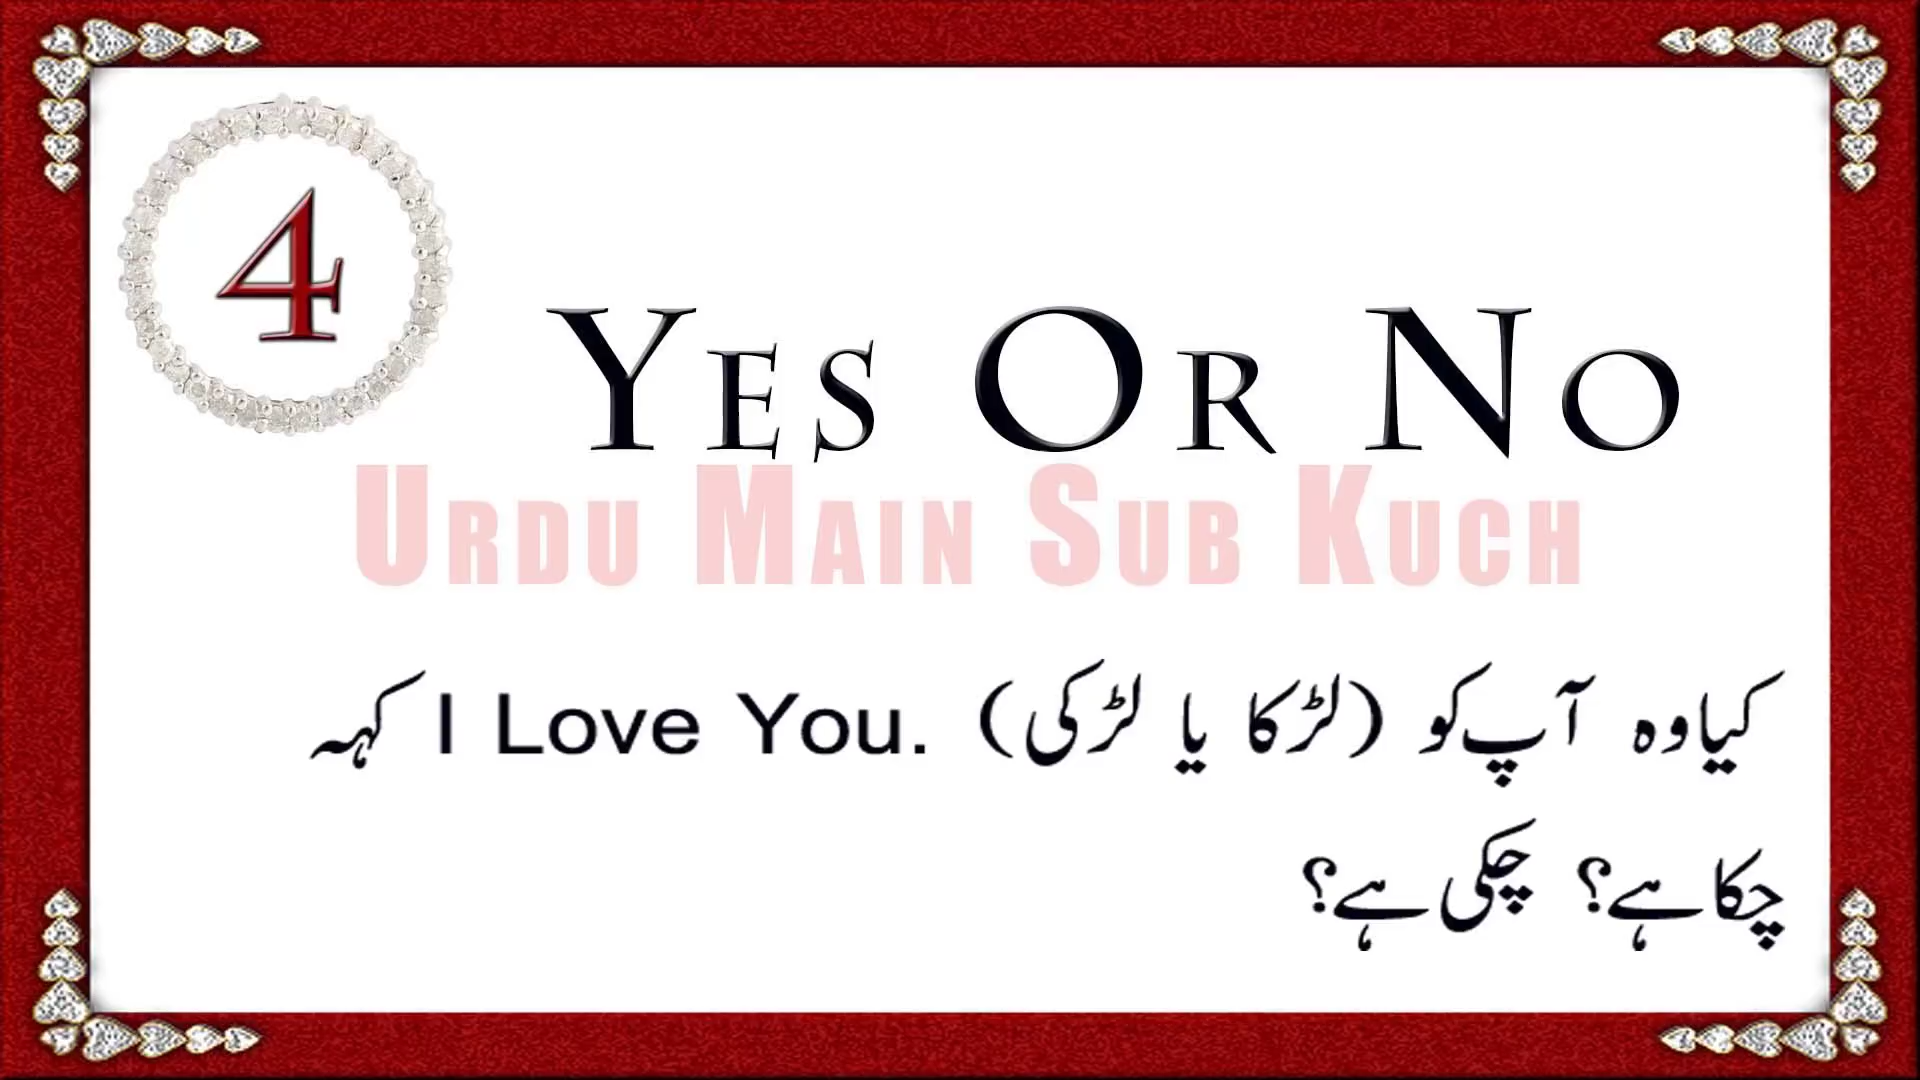 4
Yes Or No
Urdu Main Sub Kuch
کیا وہ آپ کو (لڑکا یا لڑکی) I Love You. کہہ
چکا ہے؟ چکی ہے؟